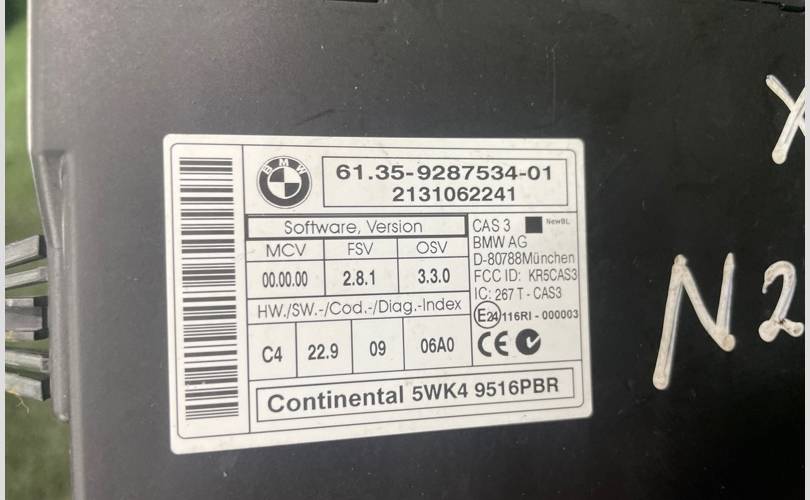 BMW
61.35-9287534-01
2131062241
Software, Version
MCV FSV OSV
00.00.00 2.8.1 3.3.0
HW./SW.-/Cod.-/Diag.-Index
C4 22.9 09 06A0
CAS 3 NewBL
BMW AG
D-80788München
FCC ID: KR5CAS3
IC: 267 T - CAS3
E24 116RI - 000003
CE
Continental 5WK4 9516PBR
X
N2